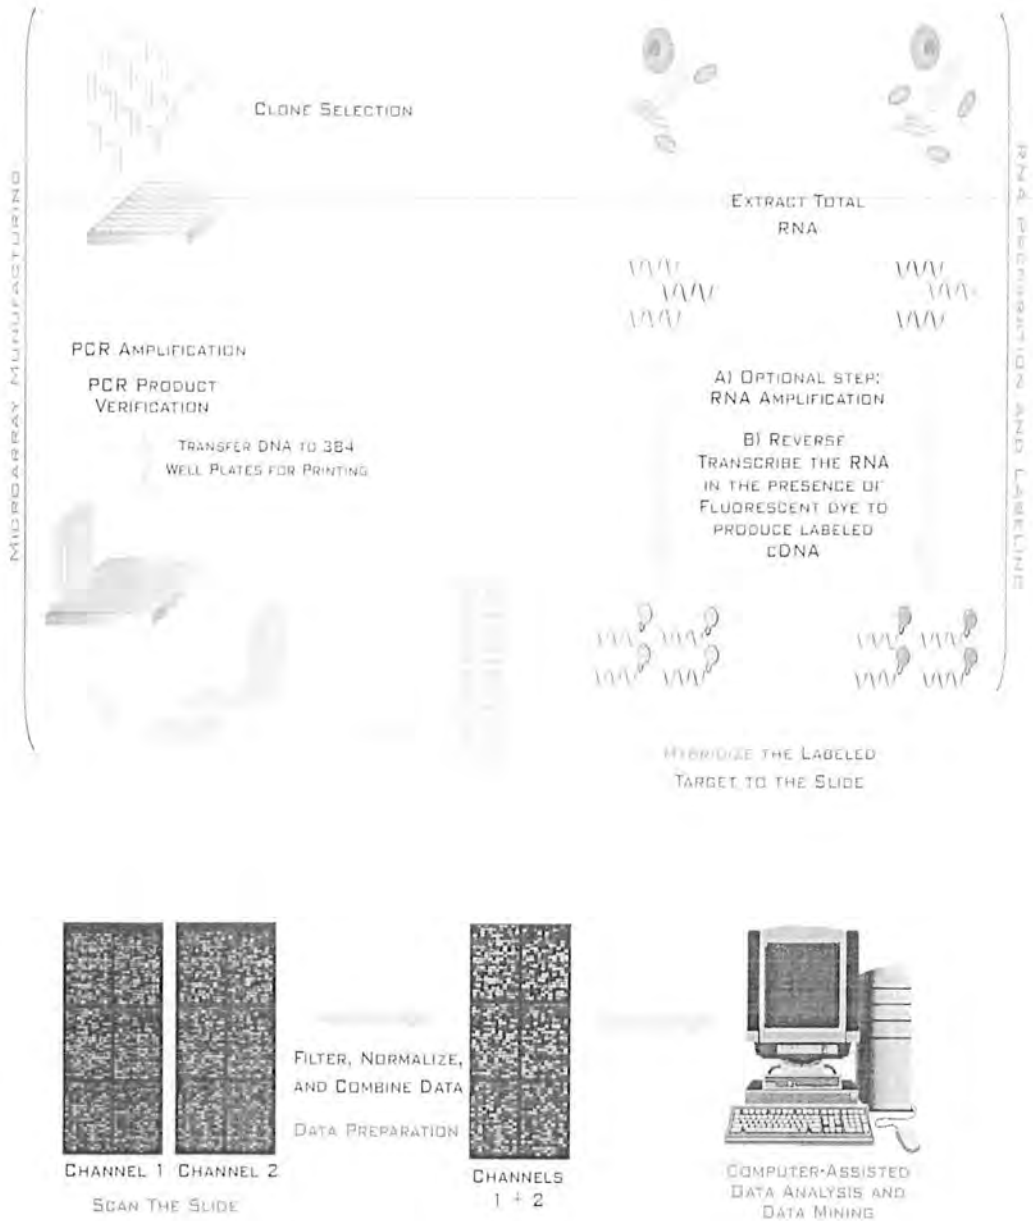 MICROARRAY MUNUFACTURING
CLONE SELECTION
PCR AMPLIFICATION
PCR PRODUCT
VERIFICATION
TRANSFER DNA TO 384
WELL PLATES FOR PRINTING
RNA PREPARATION AND LABELING
EXTRACT TOTAL
RNA
A) OPTIONAL STEP:
RNA AMPLIFICATION
B) REVERSE
TRANSCRIBE THE RNA
IN THE PRESENCE OF
FLUORESCENT DYE TO
PRODUCE LABELED
CDNA
HYBRIDIZE THE LABELED
TARGET TO THE SLIDE
CHANNEL 1 CHANNEL 2
SCAN THE SLIDE
FILTER, NORMALIZE,
AND COMBINE DATA
DATA PREPARATION
CHANNELS
1 + 2
COMPUTER-ASSISTED
DATA ANALYSIS AND
DATA MINING